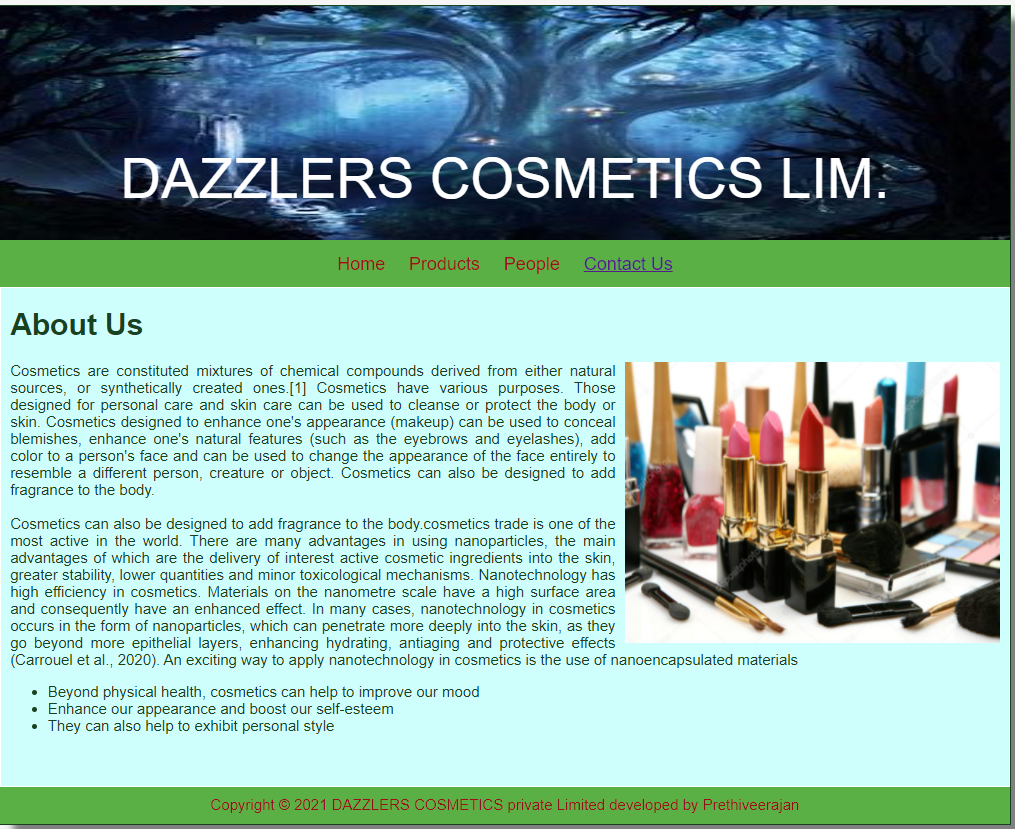 DAZZLERS COSMETICS LIM.
Home Products People Contact Us
About Us
Cosmetics are constituted mixtures of chemical compounds derived from either natural
sources, or synthetically created ones.[1] Cosmetics have various purposes. Those
designed for personal care and skin care can be used to cleanse or protect the body or
skin. Cosmetics designed to enhance one's appearance (makeup) can be used to conceal
blemishes, enhance one's natural features (such as the eyebrows and eyelashes), add
color to a person's face and can be used to change the appearance of the face entirely to
resemble a different person, creature or object. Cosmetics can also be designed to add
fragrance to the body.
Cosmetics can also be designed to add fragrance to the body.cosmetics trade is one of the
most active in the world. There are many advantages in using nanoparticles, the main
advantages of which are the delivery of interest active cosmetic ingredients into the skin,
greater stability, lower quantities and minor toxicological mechanisms. Nanotechnology has
high efficiency in cosmetics. Materials on the nanometre scale have a high surface area
and consequently have an enhanced effect. In many cases, nanotechnology in cosmetics
occurs in the form of nanoparticles, which can penetrate more deeply into the skin, as they
go beyond more epithelial layers, enhancing hydrating, antiaging and protective effects
(Carrouel et al., 2020). An exciting way to apply nanotechnology in cosmetics is the use of nanoencapsulated materials
• Beyond physical health, cosmetics can help to improve our mood
• Enhance our appearance and boost our self-esteem
• They can also help to exhibit personal style
Copyright © 2021 DAZZLERS COSMETICS private Limited developed by Prethiveerajan